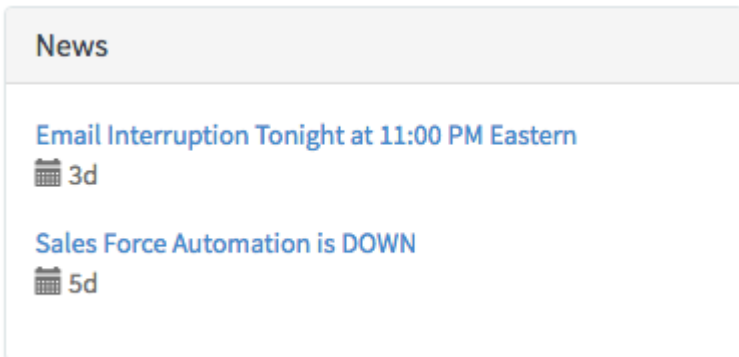 News
Email Interruption Tonight at 11:00 PM Eastern
3d
Sales Force Automation is DOWN
5d